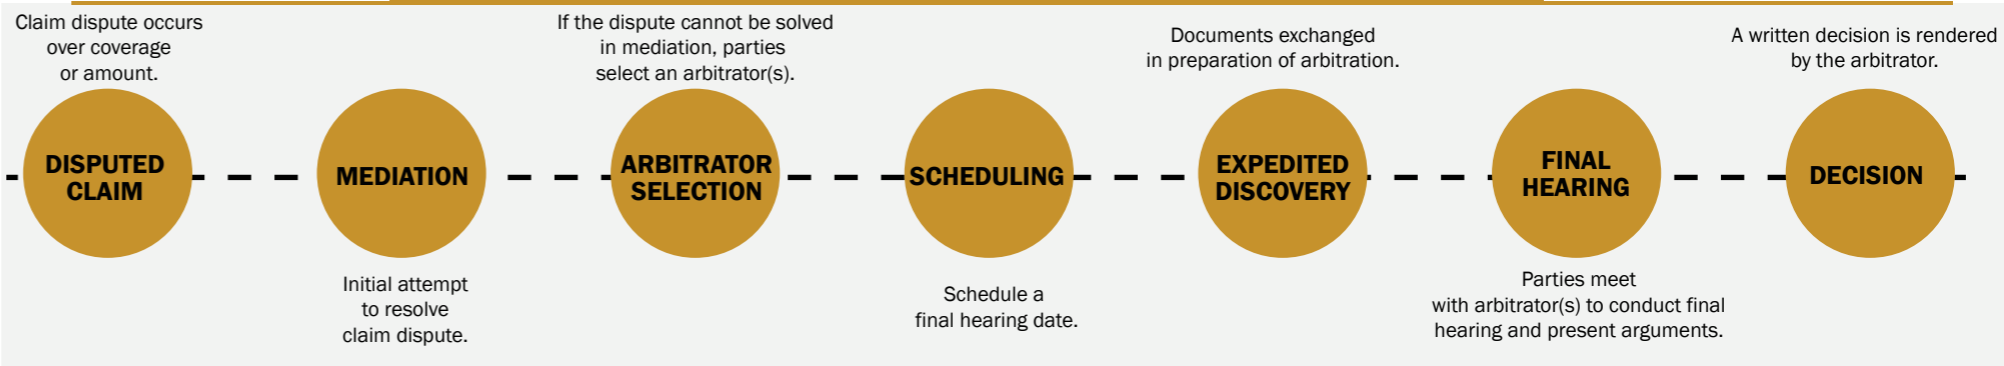 Claim dispute occurs
over coverage
or amount.
DISPUTED
CLAIM
MEDIATION
Initial attempt
to resolve
claim dispute.
If the dispute cannot be solved
in mediation, parties
select an arbitrator(s).
ARBITRATOR
SELECTION
SCHEDULING
Schedule a
final hearing date.
Documents exchanged
in preparation of arbitration.
EXPEDITED
DISCOVERY
FINAL
HEARING
Parties meet
with arbitrator(s) to conduct final
hearing and present arguments.
A written decision is rendered
by the arbitrator.
DECISION